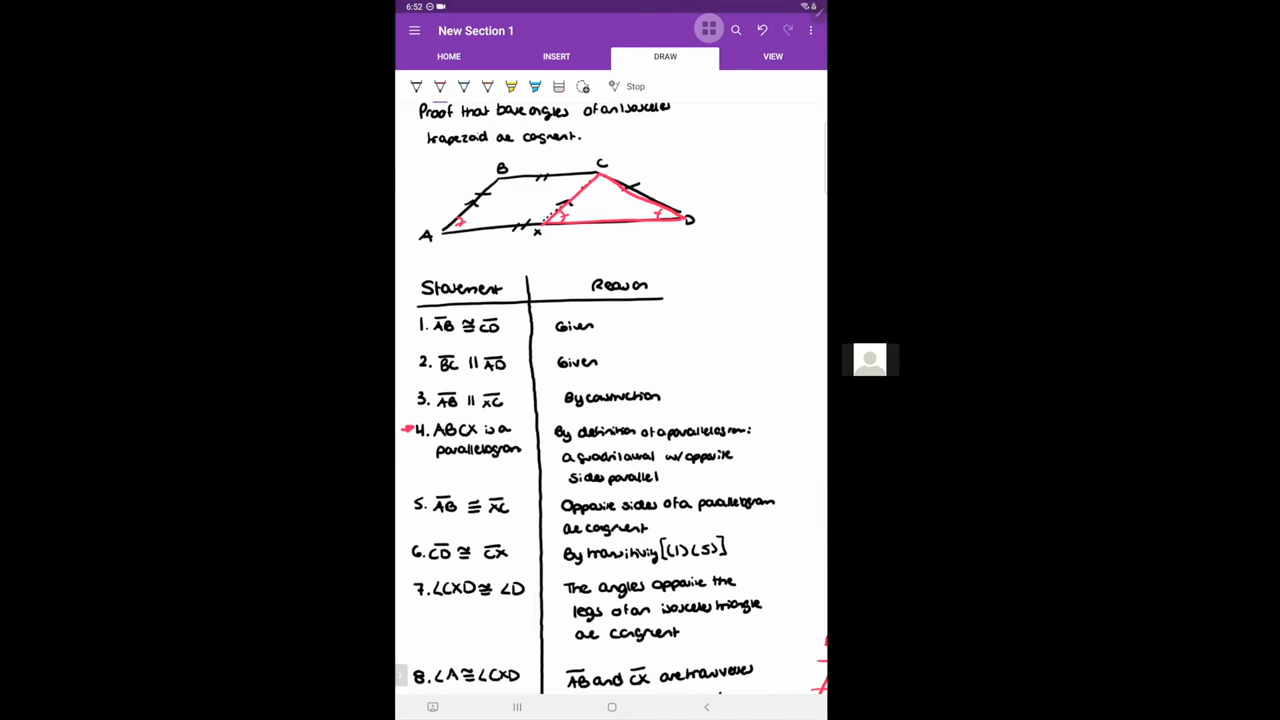 6:52
New Section 1
HOME INSERT DRAW VIEW
Stop
Proof that base angles of an isosceles
trapezoid are cogruent.
B C
A X D
Statement Reason
1. AB ≅ CD Given
2. BC || AD Given
3. AB || XC By construction
4. ABCX is a By definition of a parallelogram:
parallelogram a quadrilateral w/ opposite
sides parallel
5. AB ≅ XC Opposite sides of a parallelogram
are congruent
6. CD ≅ CX By transitivity [(1)(5)]
7. ∠CXD ≅ ∠D The angles opposite the
legs of an isosceles triangle
are congruent
8. ∠A ≅ ∠CXD AB and CX are transversals